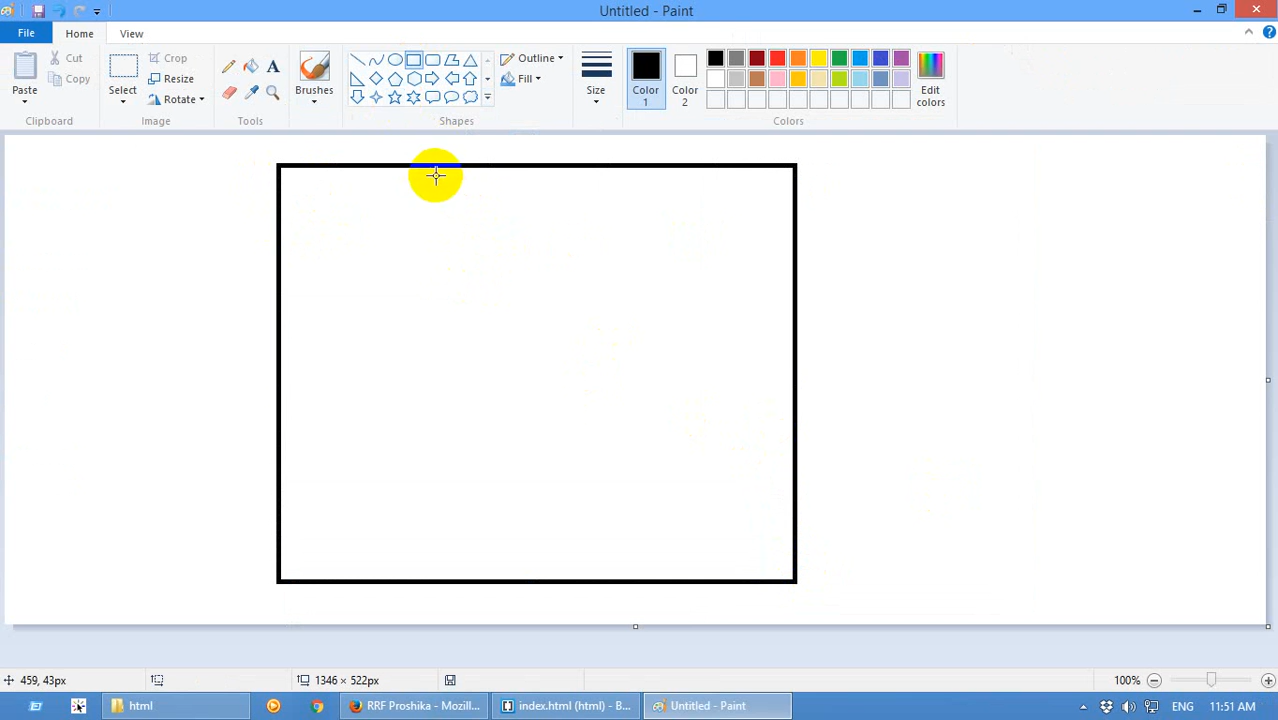 Untitled - Paint
File
Home
View
Paste
Cut
Copy
Clipboard
Select
Crop
Resize
Rotate
Image
A
Tools
Brushes
Outline
Fill
Shapes
Size
Color
1
Color
2
Edit
colors
Colors
459, 43px
1346 × 522px
100%
html
RRF Proshika - Mozill...
index.html (html) - B...
Untitled - Paint
ENG
11:51 AM